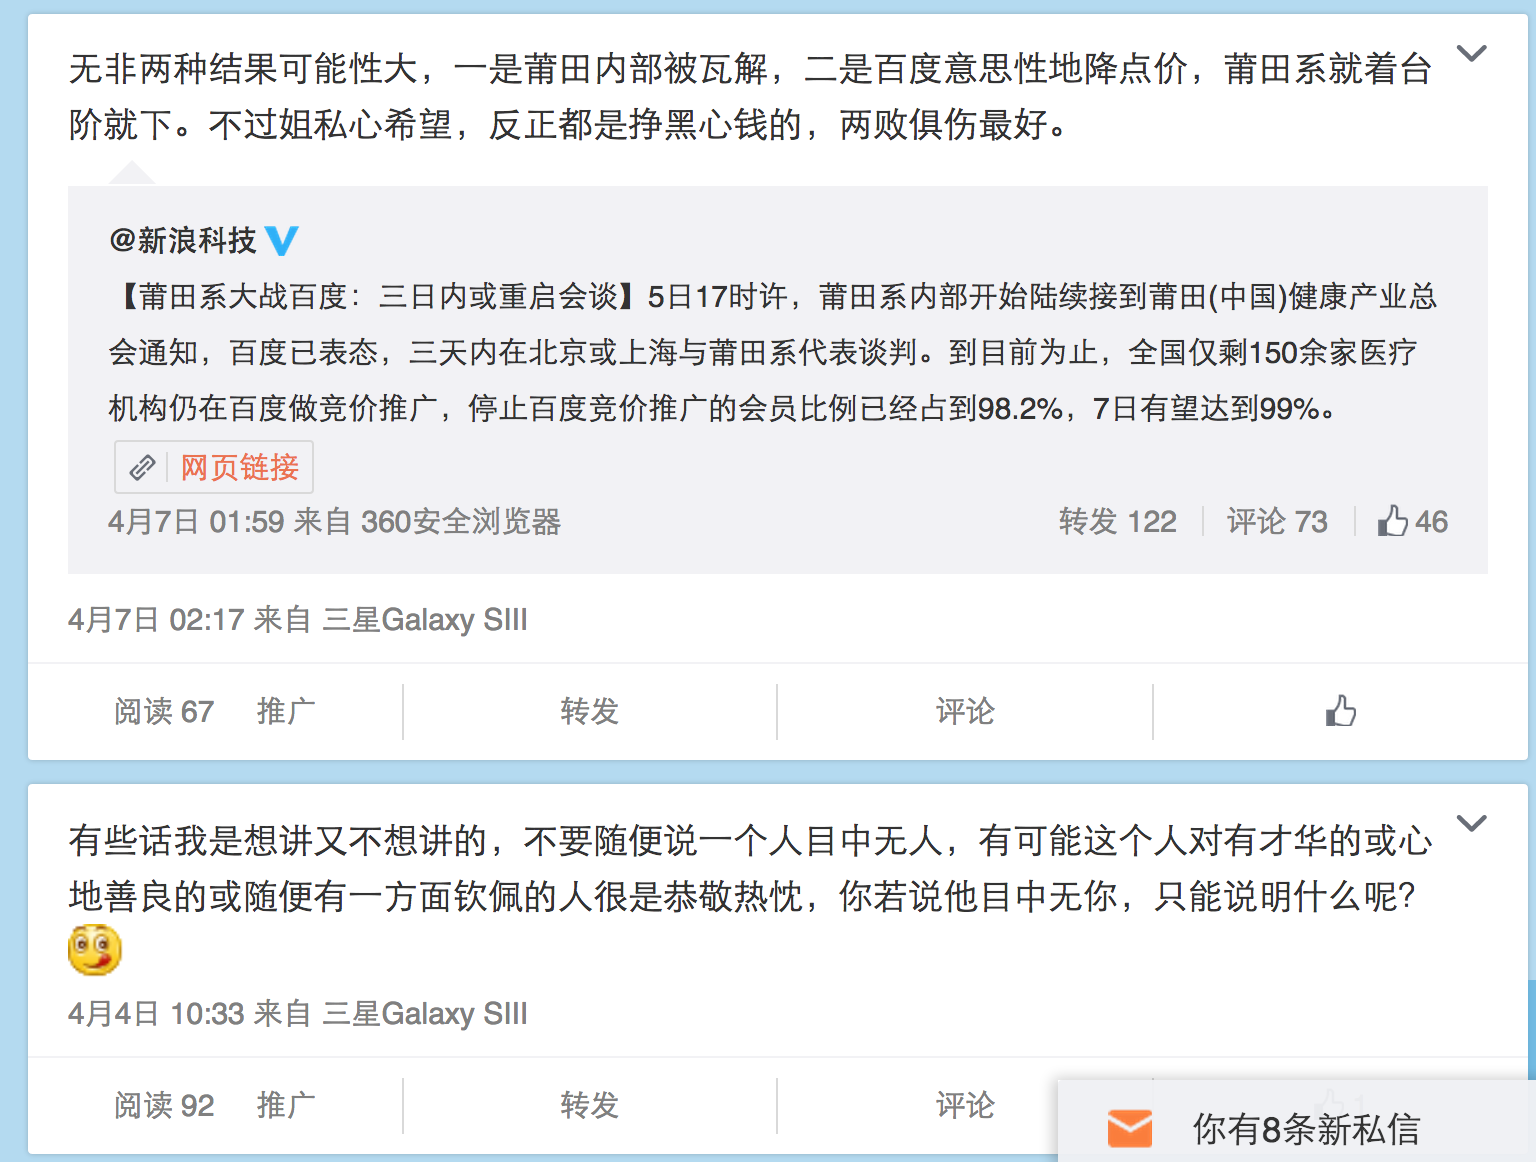 无非两种结果可能性大，一是莆田内部被瓦解，二是百度意思性地降点价，莆田系就着台
阶就下。不过姐私心希望，反正都是挣黑心钱的，两败俱伤最好。
@新浪科技
【莆田系大战百度：三日内或重启会谈】5日17时许，莆田系内部开始陆续接到莆田(中国)健康产业总
会通知，百度已表态，三天内在北京或上海与莆田系代表谈判。到目前为止，全国仅剩150余家医疗
机构仍在百度做竞价推广，停止百度竞价推广的会员比例已经占到98.2%，7日有望达到99%。
网页链接
4月7日 01:59 来自 360安全浏览器 转发 122 评论 73 46
4月7日 02:17 来自 三星Galaxy SIII
阅读 67 推广 转发 评论
有些话我是想讲又不想讲的，不要随便说一个人目中无人，有可能这个人对有才华的或心
地善良的或随便有一方面钦佩的人很是恭敬热忱，你若说他目中无你，只能说明什么呢？
4月4日 10:33 来自 三星Galaxy SIII
阅读 92 推广 转发 评论 1
你有8条新私信